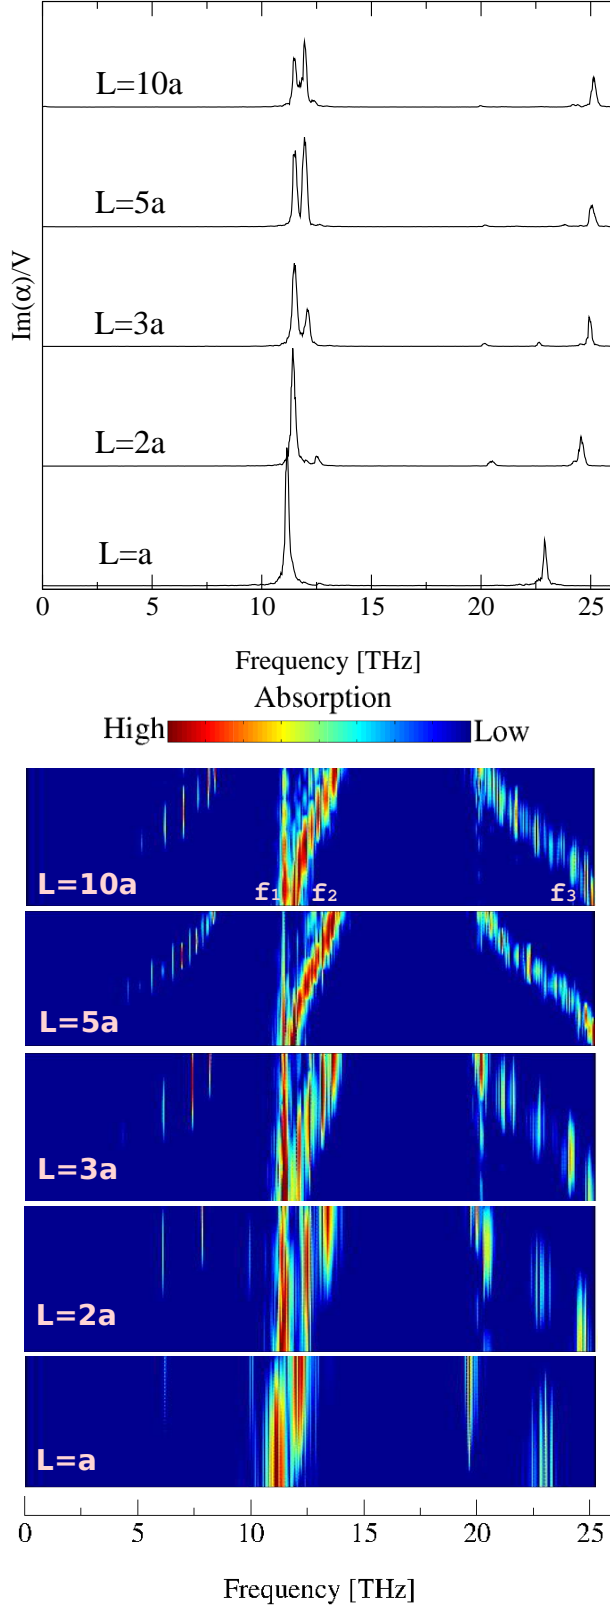 L=10a
L=5a
L=3a
L=2a
L=a
Im(α)/V
0 5 10 15 20 25
Frequency [THz]
Absorption
High Low
L=10a f₁ f₂ f₃
L=5a
L=3a
L=2a
L=a
0 5 10 15 20 25
Frequency [THz]